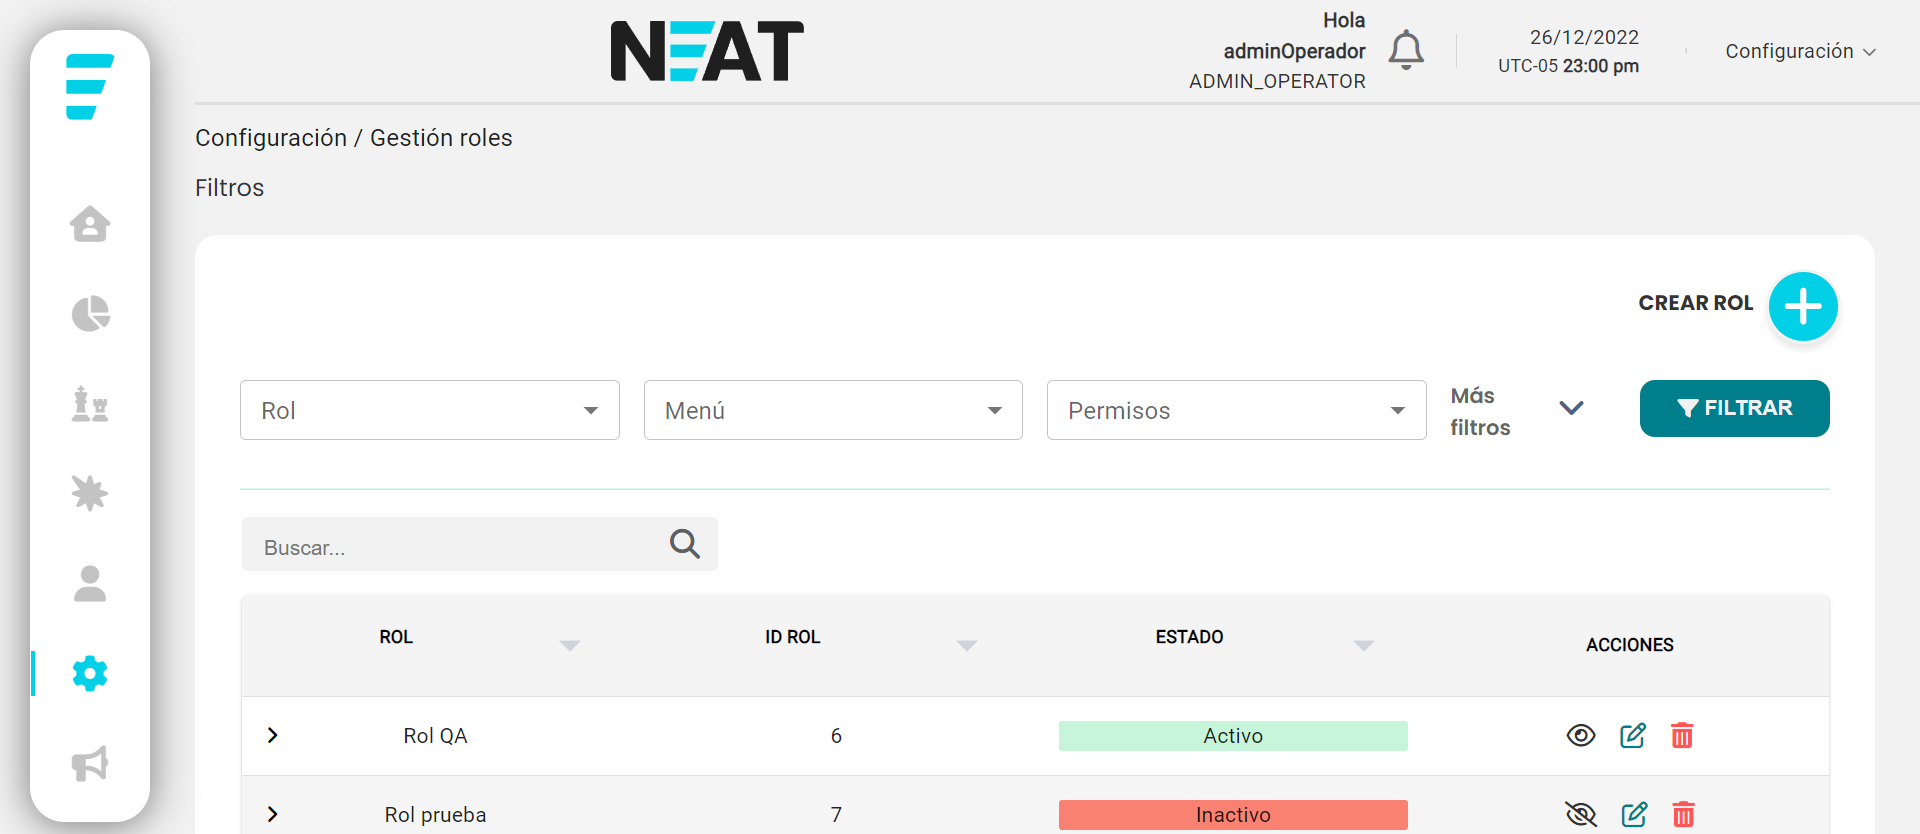 NEAT
Hola
adminOperador
ADMIN_OPERATOR
26/12/2022
UTC-05 23:00 pm
Configuración
Configuración / Gestión roles
Filtros
CREAR ROL
Rol
Menú
Permisos
Más
filtros
FILTRAR
Buscar...
ROL
ID ROL
ESTADO
ACCIONES
Rol QA
6
Activo
Rol prueba
7
Inactivo